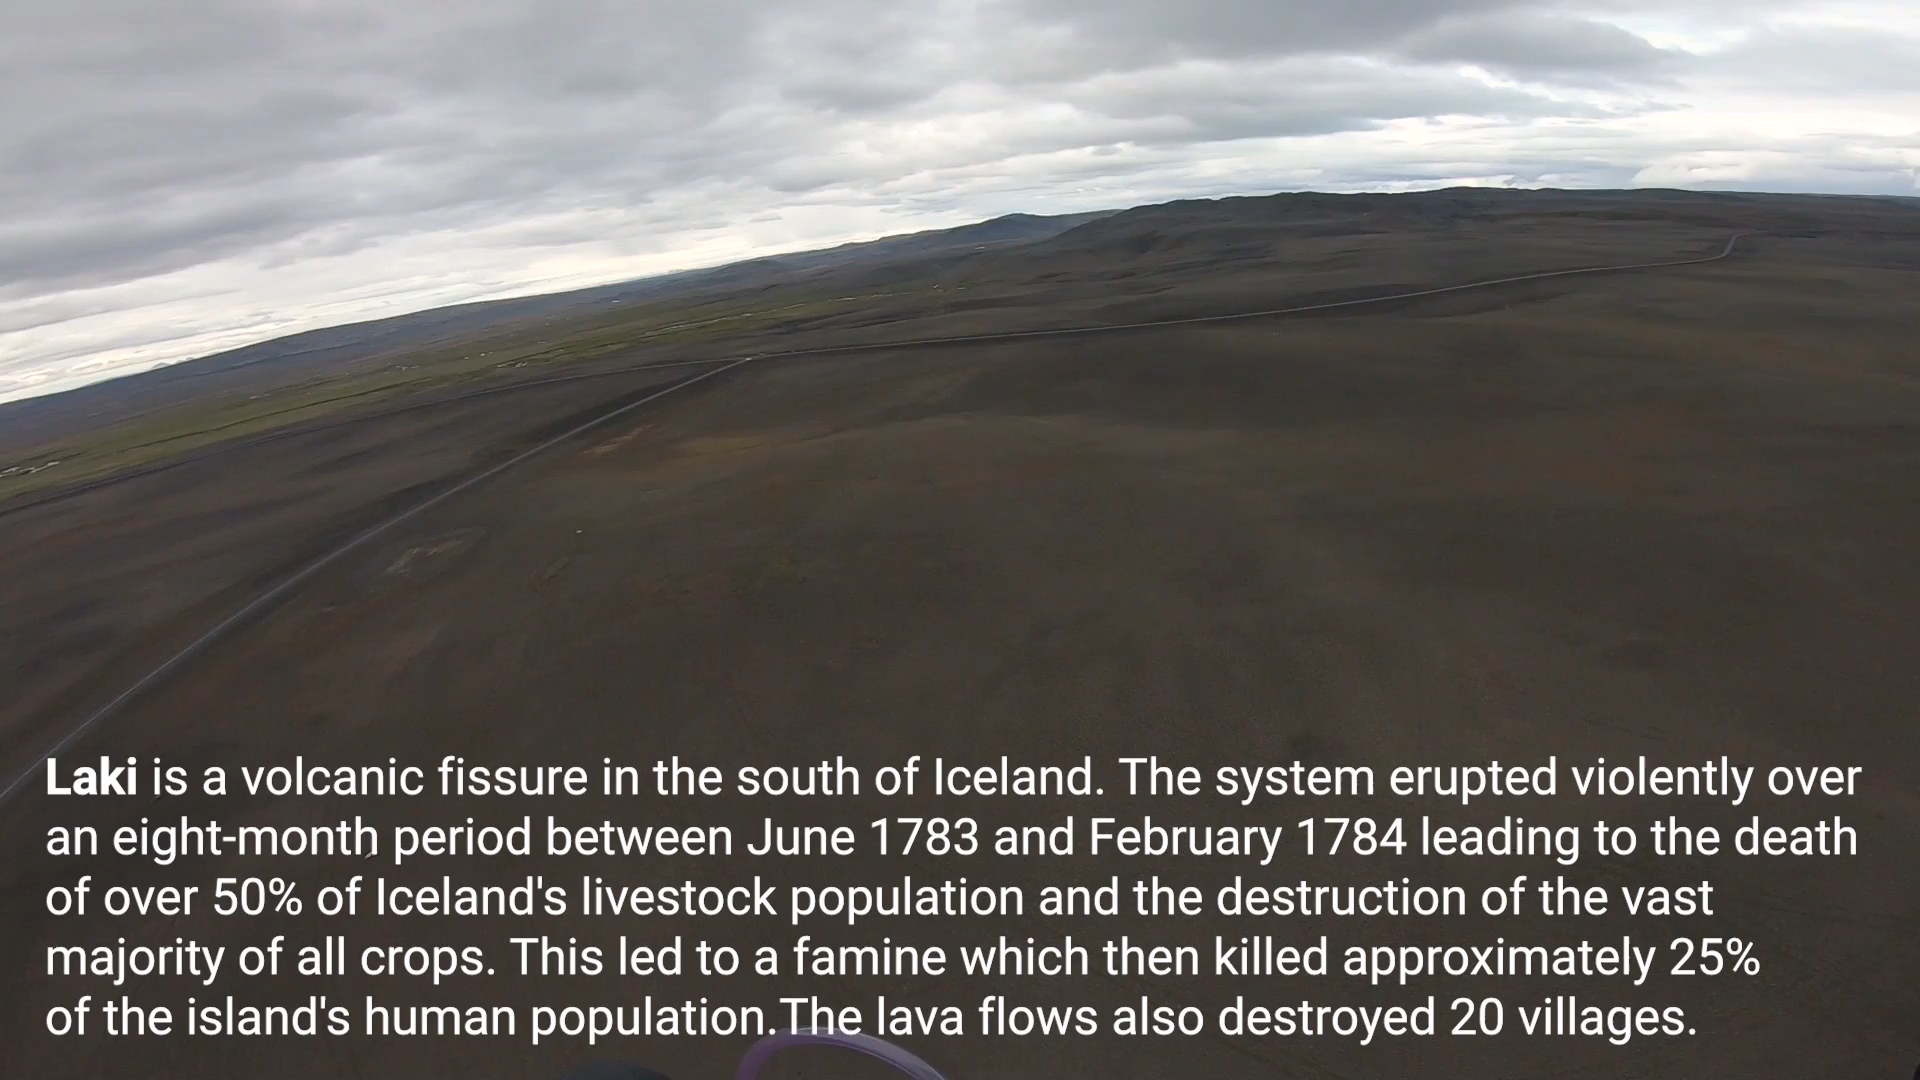 Laki is a volcanic fissure in the south of Iceland. The system erupted violently over
an eight-month period between June 1783 and February 1784 leading to the death
of over 50% of Iceland's livestock population and the destruction of the vast
majority of all crops. This led to a famine which then killed approximately 25%
of the island's human population.The lava flows also destroyed 20 villages.